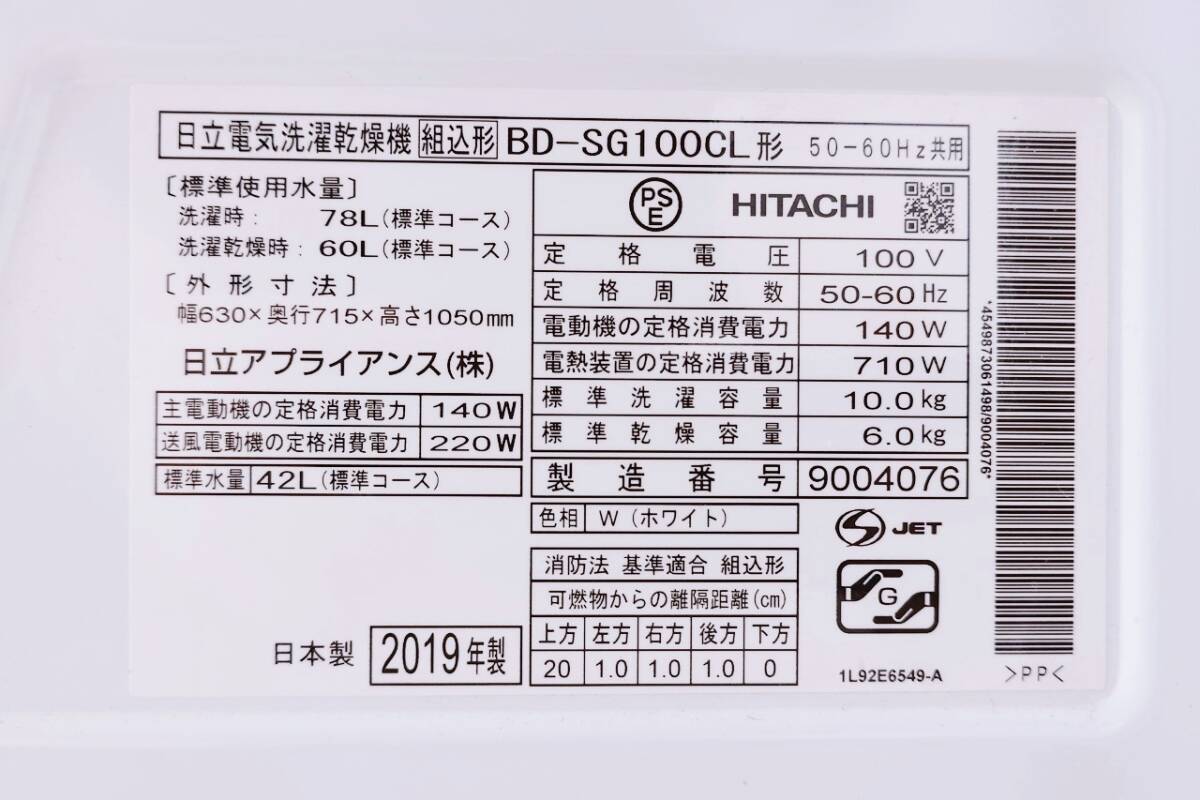 日立電気洗濯乾燥機 組込形 BD-SG100CL形 50-60Hz共用
〔標準使用水量〕
洗濯時: 78L(標準コース)
洗濯乾燥時: 60L(標準コース)
〔外形寸法〕
幅630×奥行715×高さ1050mm
日立アプライアンス(株)
主電動機の定格消費電力 140W
送風電動機の定格消費電力 220W
標準水量 42L(標準コース)
日本製 2019年製
PS
E
HITACHI
定格電圧 100V
定格周波数 50-60Hz
電動機の定格消費電力 140W
電熱装置の定格消費電力 710W
標準洗濯容量 10.0kg
標準乾燥容量 6.0kg
製造番号 9004076
色相 W(ホワイト)
消防法 基準適合 組込形
可燃物からの離隔距離(cm)
上方 左方 右方 後方 下方
20 1.0 1.0 1.0 0
S JET
G
1L92E6549-A
*4549873061498/9004076*
>PP<